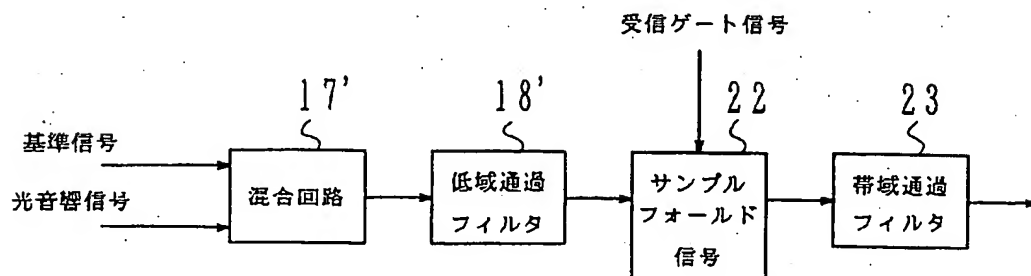 受信ゲート信号
17'
18'
22
23
基準信号
光音響信号
混合回路
低域通過
フィルタ
サンプル
フォールド
信号
帯域通過
フィルタ